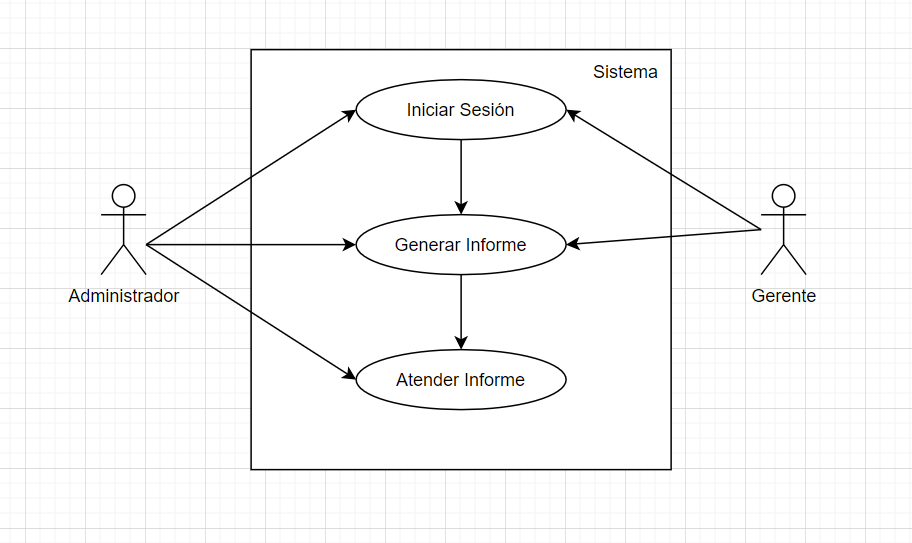 Sistema
Iniciar Sesión
Generar Informe
Administrador
Gerente
Atender Informe